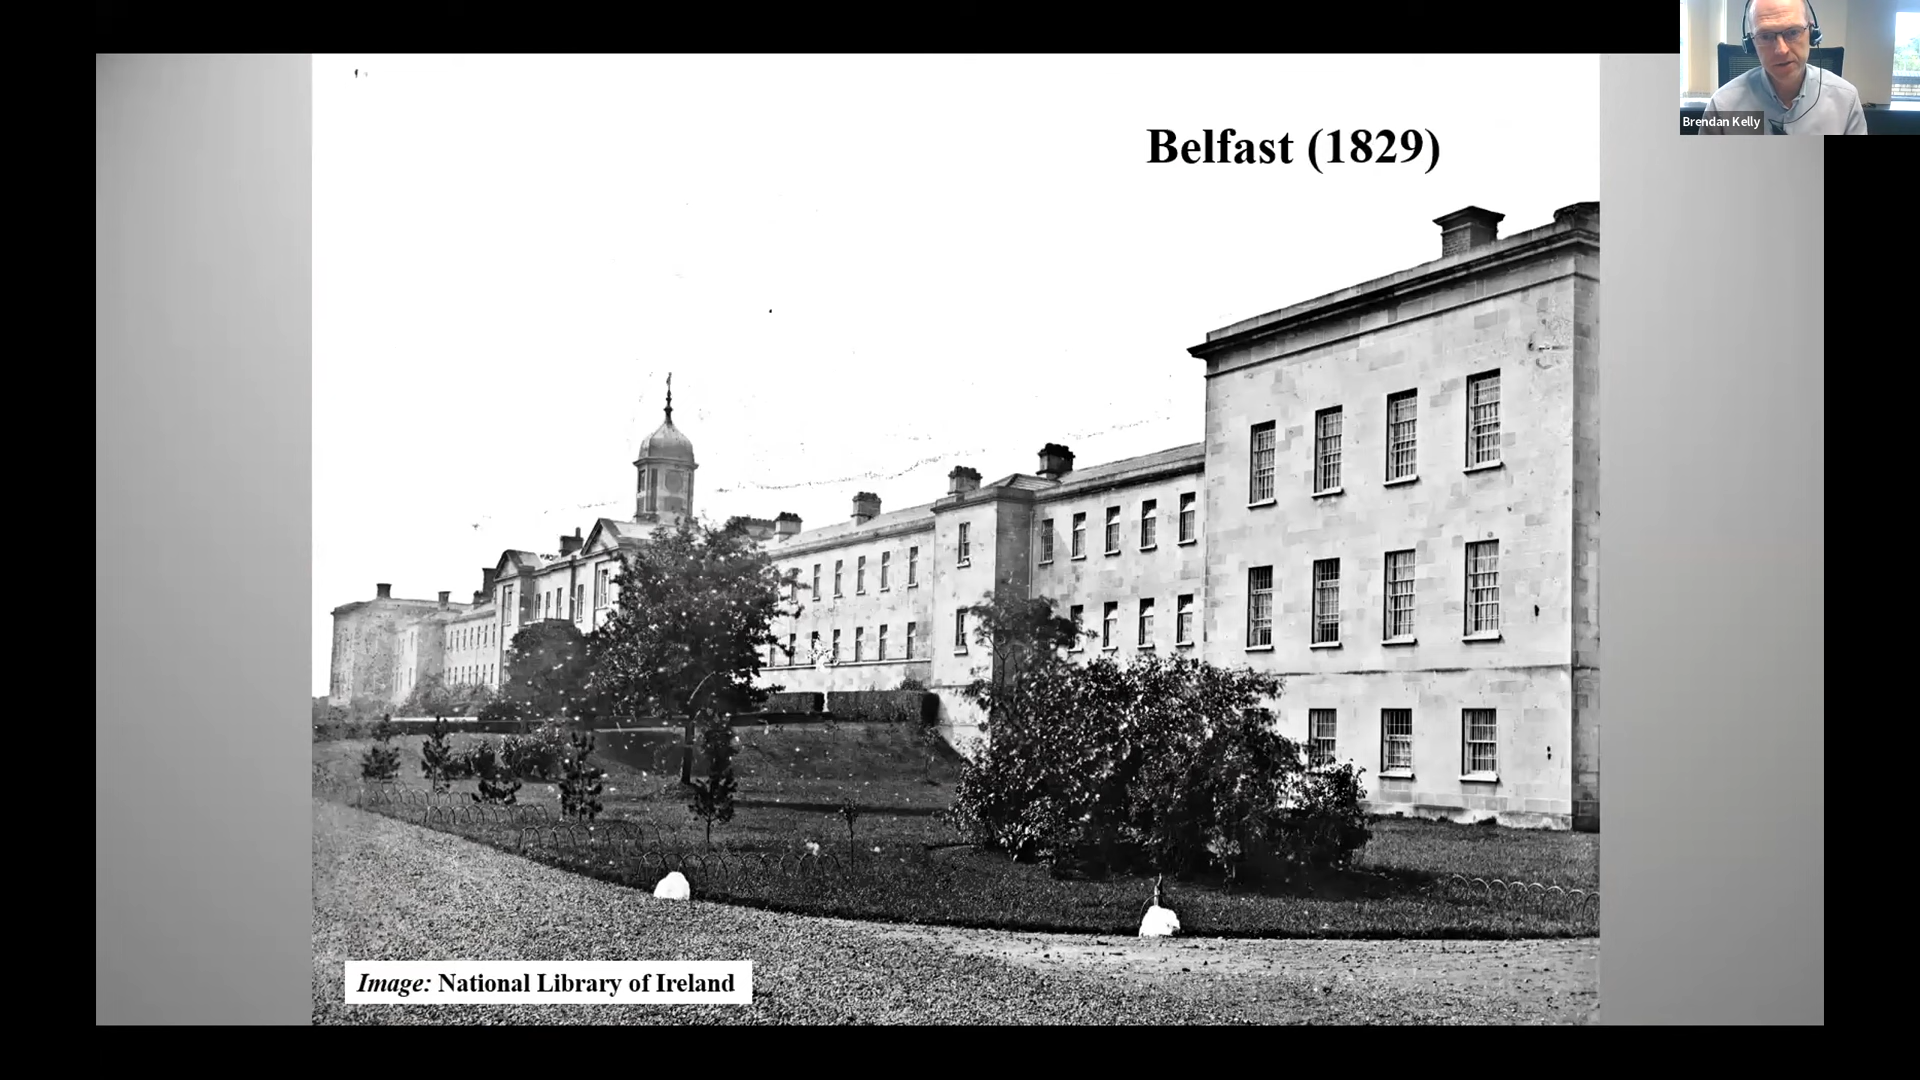 Belfast (1829)
Brendan Kelly
Image: National Library of Ireland